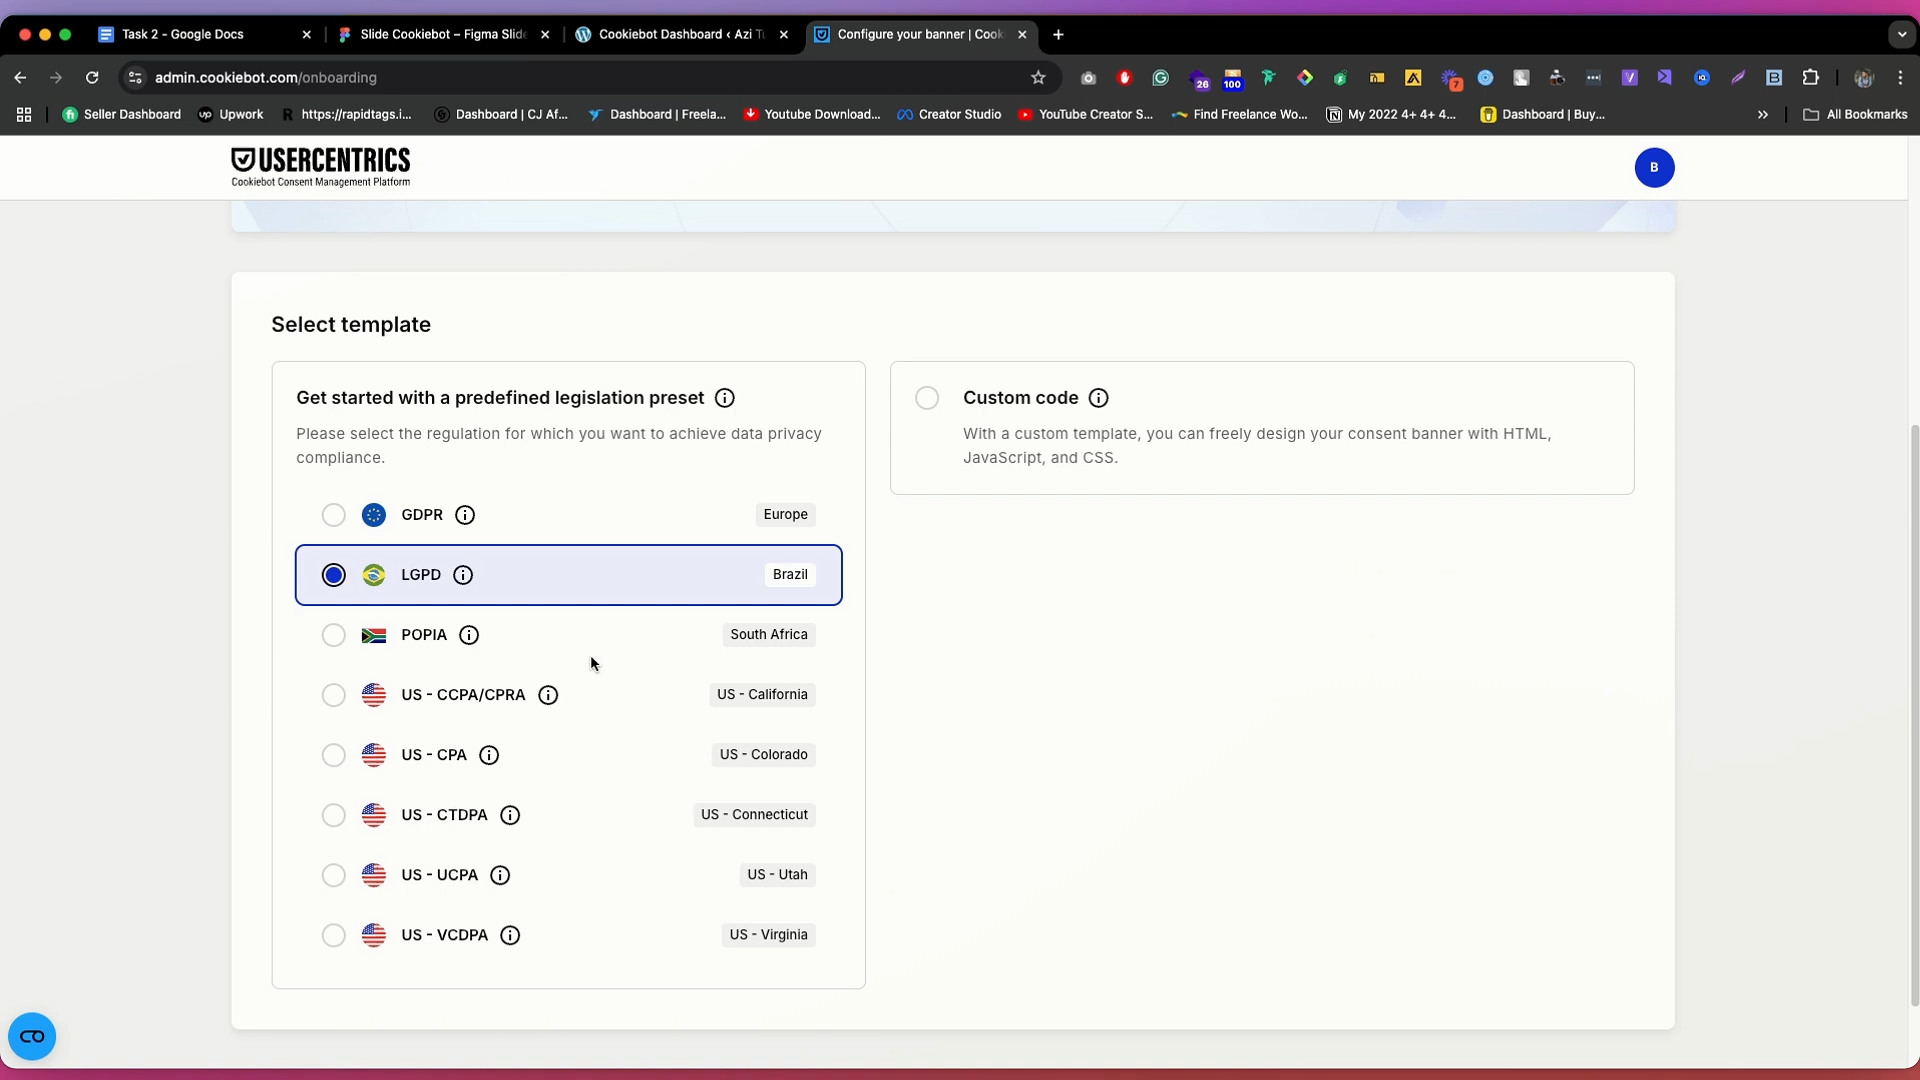 Task 2 - Google Docs
Slide Cookiebot – Figma Slide
Cookiebot Dashboard ‹ Azi Tu
Configure your banner | Cook
admin.cookiebot.com/onboarding
26
100
7
Seller Dashboard
up Upwork
R https://rapidtags.i...
Dashboard | CJ Af...
Dashboard | Freela...
Youtube Download...
Creator Studio
YouTube Creator S...
Find Freelance Wo...
My 2022 4+ 4+ 4...
Dashboard | Buy...
All Bookmarks
USERCENTRICS
Cookiebot Consent Management Platform
B
Select template
Get started with a predefined legislation preset
Please select the regulation for which you want to achieve data privacy
compliance.
GDPR
Europe
LGPD
Brazil
POPIA
South Africa
US - CCPA/CPRA
US - California
US - CPA
US - Colorado
US - CTDPA
US - Connecticut
US - UCPA
US - Utah
US - VCDPA
US - Virginia
Custom code
With a custom template, you can freely design your consent banner with HTML,
JavaScript, and CSS.